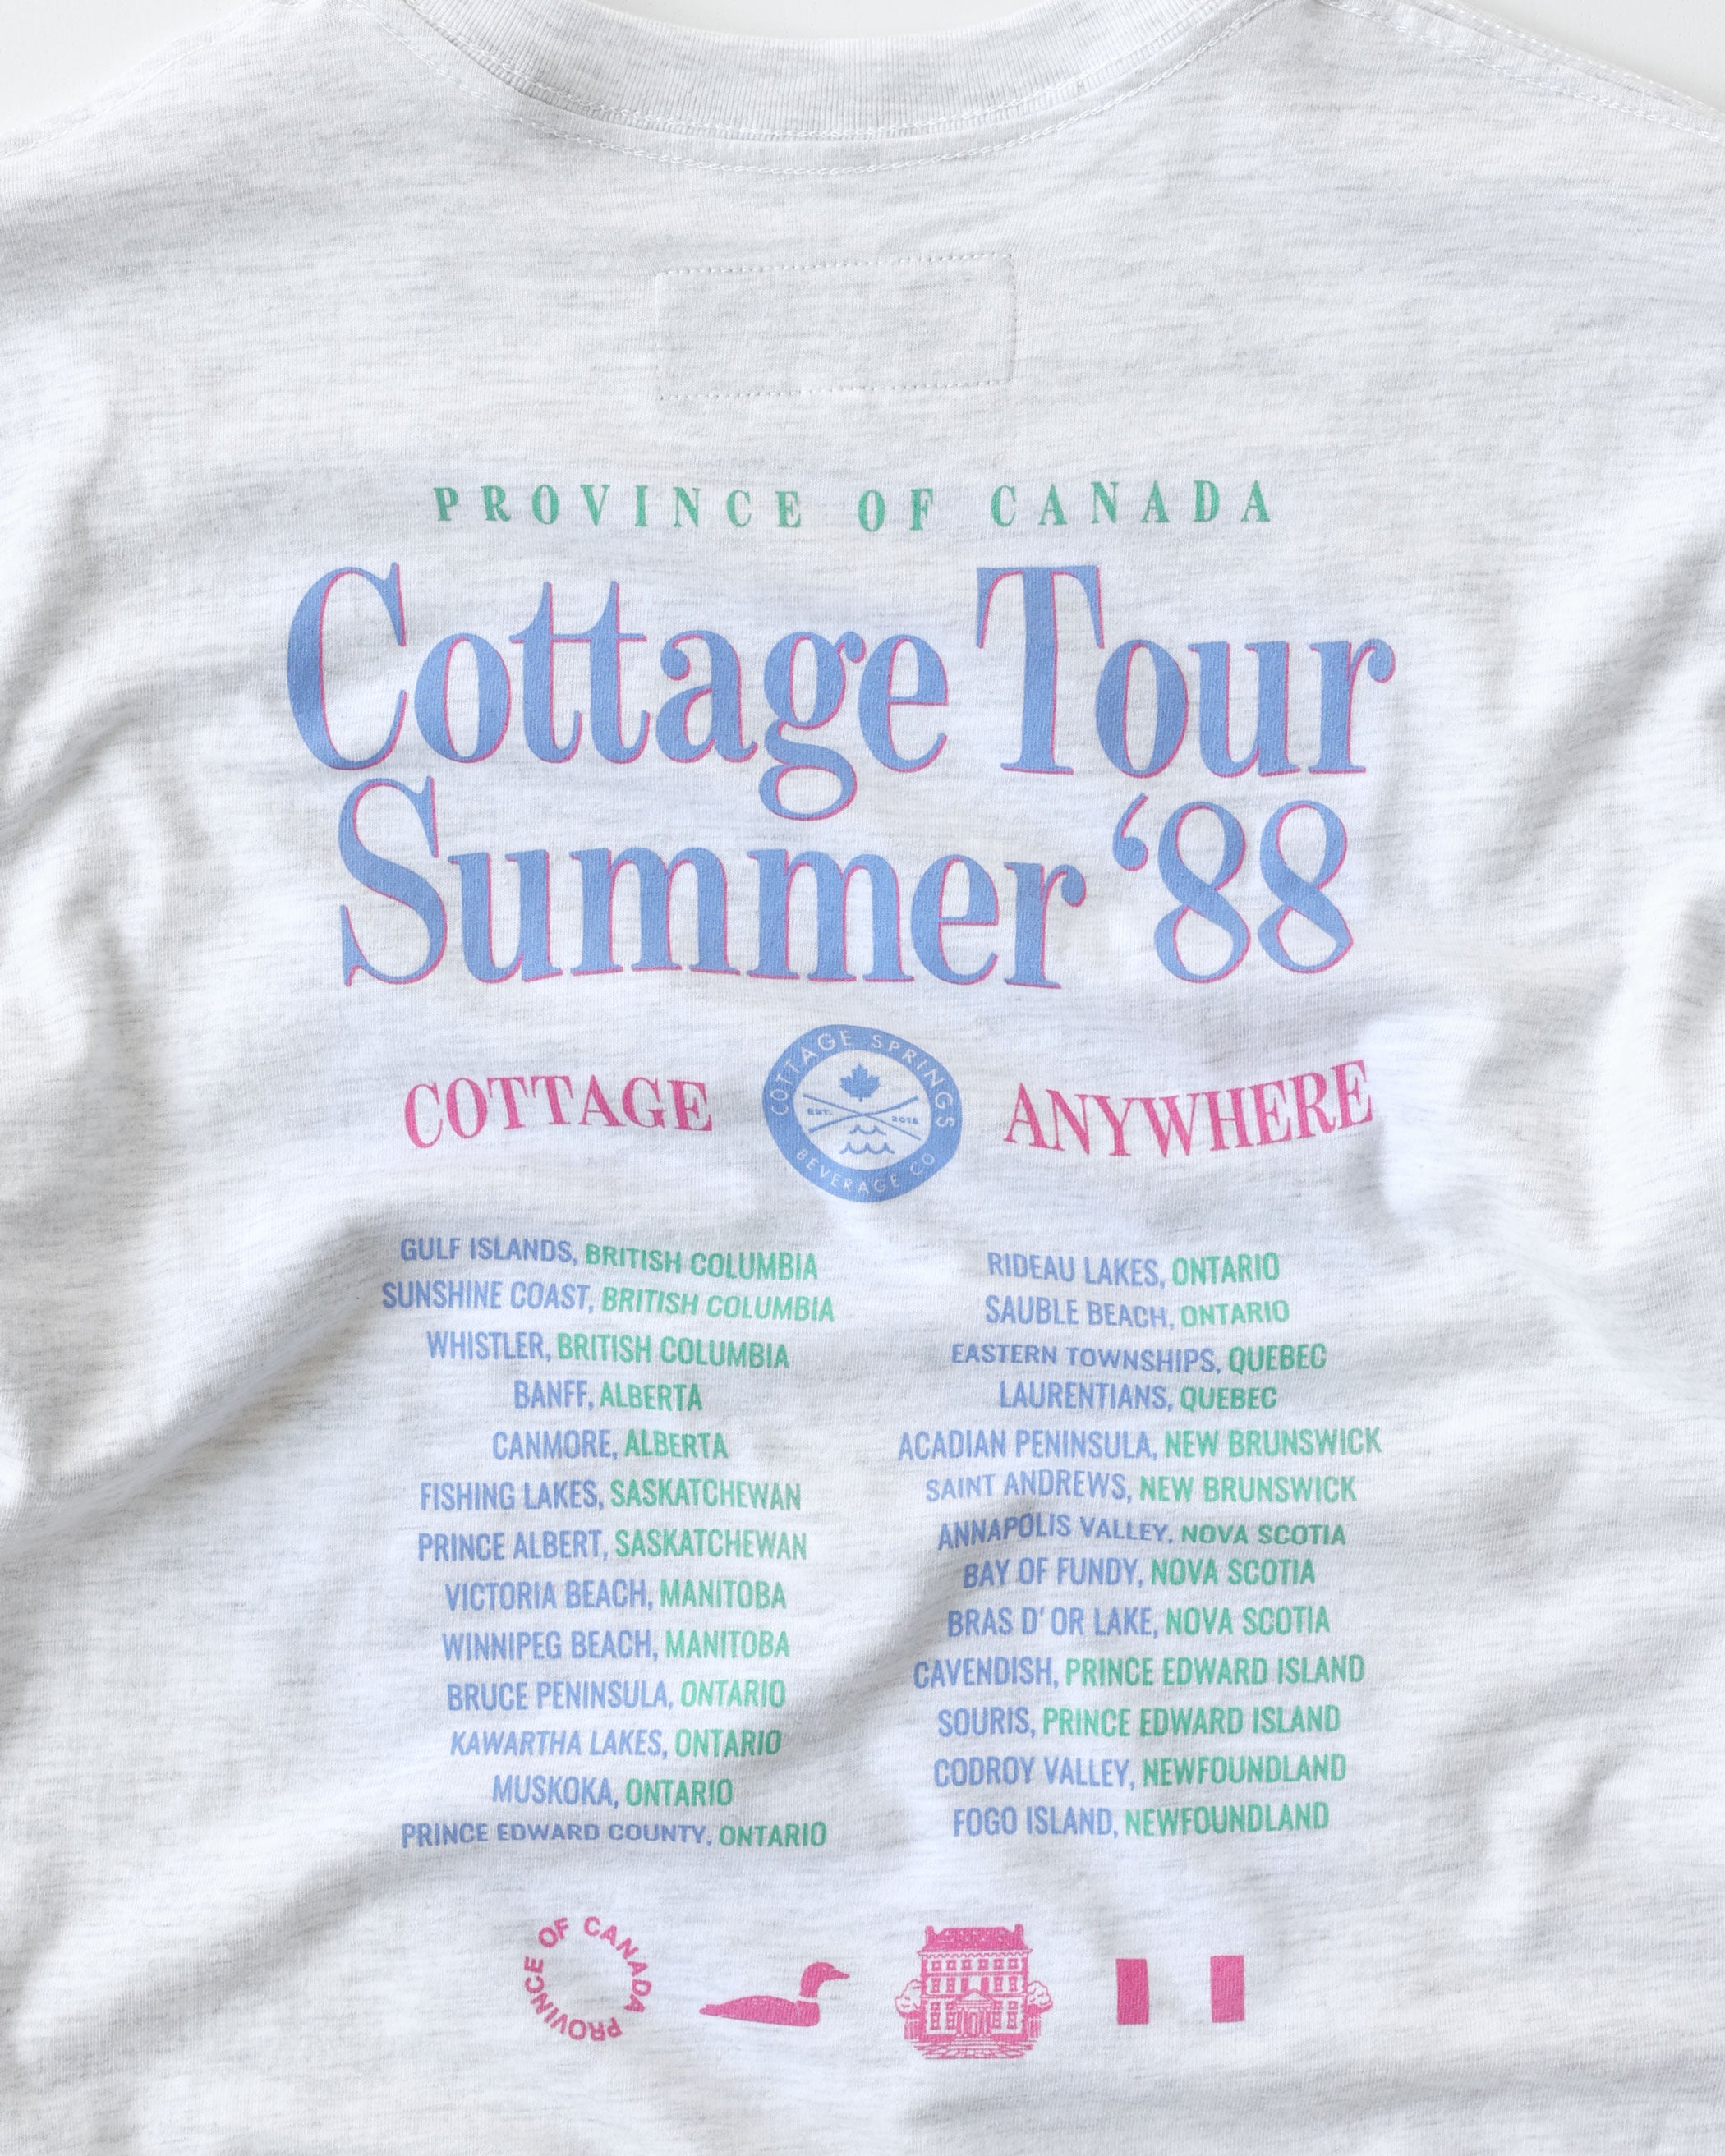 PROVINCE OF CANADA
Cottage Tour
Summer ‘88
COTTAGE
COTTAGE SPRINGS
EST. 2016
BEVERAGE CO
ANYWHERE
GULF ISLANDS, BRITISH COLUMBIA
SUNSHINE COAST, BRITISH COLUMBIA
WHISTLER, BRITISH COLUMBIA
BANFF, ALBERTA
CANMORE, ALBERTA
FISHING LAKES, SASKATCHEWAN
PRINCE ALBERT, SASKATCHEWAN
VICTORIA BEACH, MANITOBA
WINNIPEG BEACH, MANITOBA
BRUCE PENINSULA, ONTARIO
KAWARTHA LAKES, ONTARIO
MUSKOKA, ONTARIO
PRINCE EDWARD COUNTY, ONTARIO
RIDEAU LAKES, ONTARIO
SAUBLE BEACH, ONTARIO
EASTERN TOWNSHIPS, QUEBEC
LAURENTIANS, QUEBEC
ACADIAN PENINSULA, NEW BRUNSWICK
SAINT ANDREWS, NEW BRUNSWICK
ANNAPOLIS VALLEY, NOVA SCOTIA
BAY OF FUNDY, NOVA SCOTIA
BRAS D' OR LAKE, NOVA SCOTIA
CAVENDISH, PRINCE EDWARD ISLAND
SOURIS, PRINCE EDWARD ISLAND
CODROY VALLEY, NEWFOUNDLAND
FOGO ISLAND, NEWFOUNDLAND
PROVINCE OF CANADA